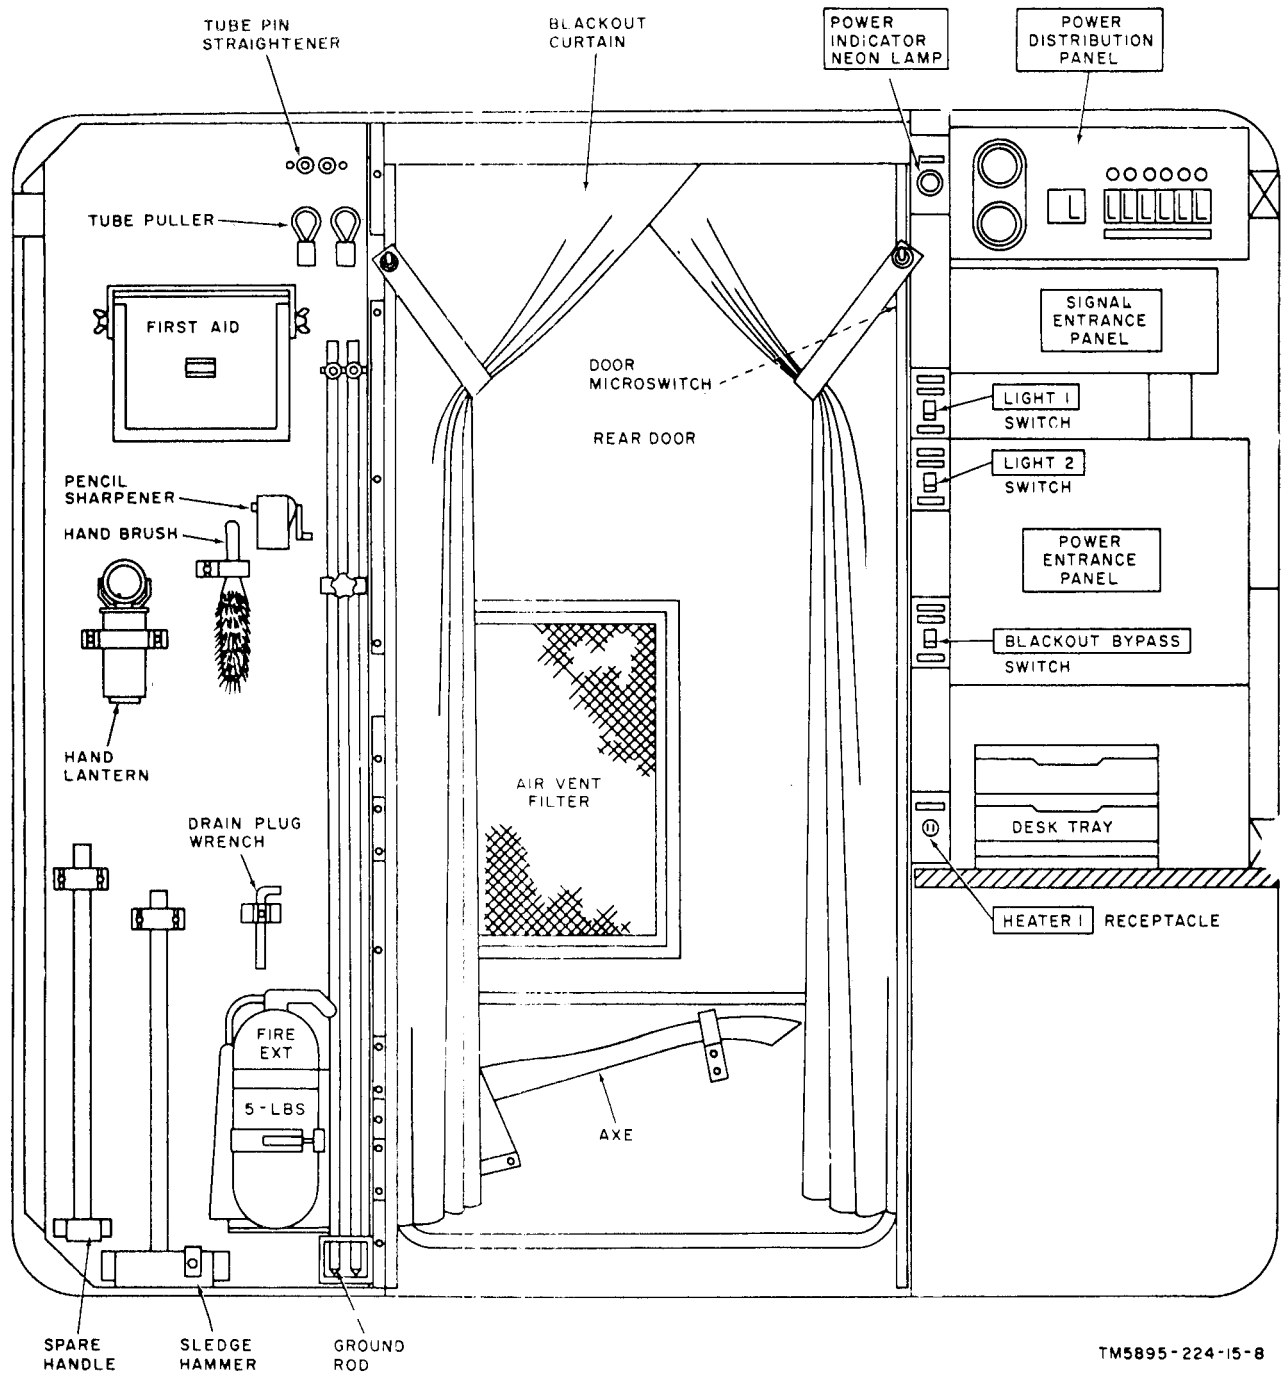 TUBE PIN
STRAIGHTENER
BLACKOUT
CURTAIN
POWER
INDICATOR
NEON LAMP
POWER
DISTRIBUTION
PANEL
TUBE PULLER
FIRST AID
SIGNAL
ENTRANCE
PANEL
DOOR
MICROSWITCH
LIGHT 1
SWITCH
REAR DOOR
LIGHT 2
SWITCH
PENCIL
SHARPENER
HAND BRUSH
POWER
ENTRANCE
PANEL
BLACKOUT BYPASS
SWITCH
HAND
LANTERN
AIR VENT
FILTER
DRAIN PLUG
WRENCH
DESK TRAY
HEATER 1 RECEPTACLE
FIRE
EXT
5-LBS
AXE
SPARE
HANDLE
SLEDGE
HAMMER
GROUND
ROD
TM5895-224-15-8